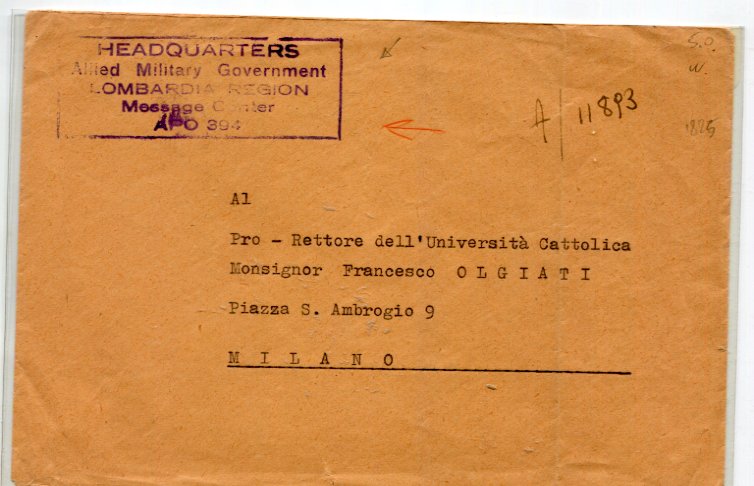 HEADQUARTERS
Allied Military Government
LOMBARDIA REGION
Message Center
APO 394
S.O.
W.
A/11893
1825
Al
Pro - Rettore dell'Università Cattolica
Monsignor Francesco O L G I A T I
Piazza S. Ambrogio 9
M I L A N O